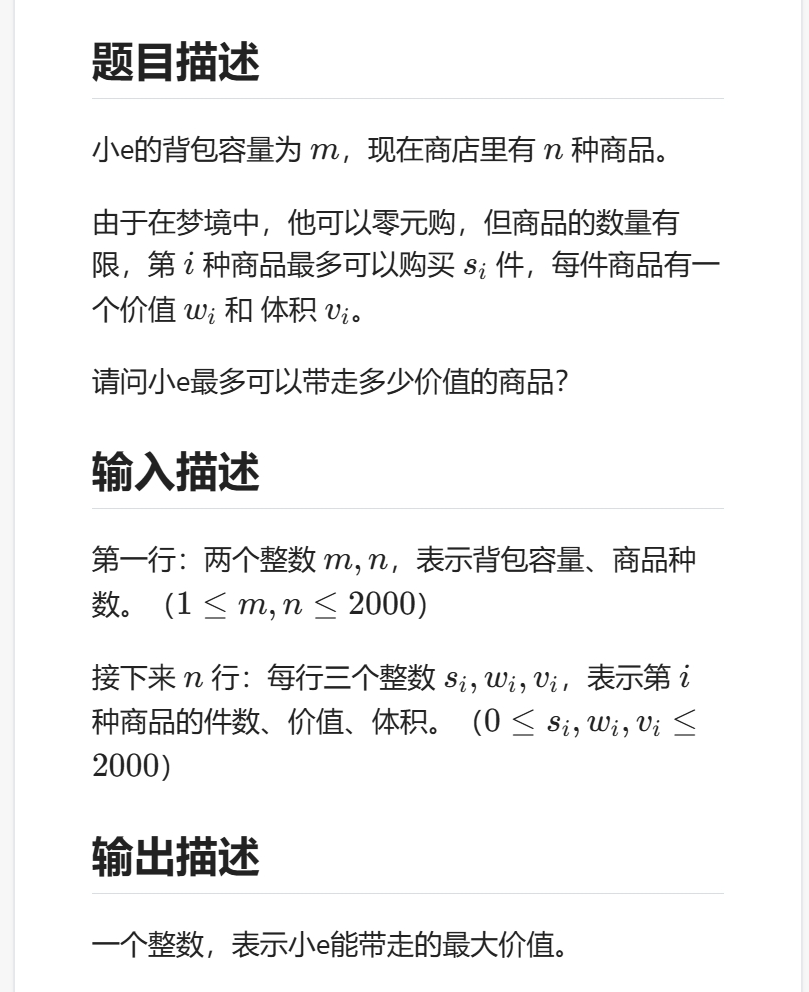 题目描述
小e的背包容量为 m，现在商店里有 n 种商品。
由于在梦境中，他可以零元购，但商品的数量有
限，第 i 种商品最多可以购买 s_i 件，每件商品有一
个价值 w_i 和 体积 v_i。
请问小e最多可以带走多少价值的商品？
输入描述
第一行：两个整数 m, n，表示背包容量、商品种
数。（1 ≤ m, n ≤ 2000）
接下来 n 行：每行三个整数 s_i, w_i, v_i，表示第 i
种商品的件数、价值、体积。（0 ≤ s_i, w_i, v_i ≤
2000）
输出描述
一个整数，表示小e能带走的最大价值。